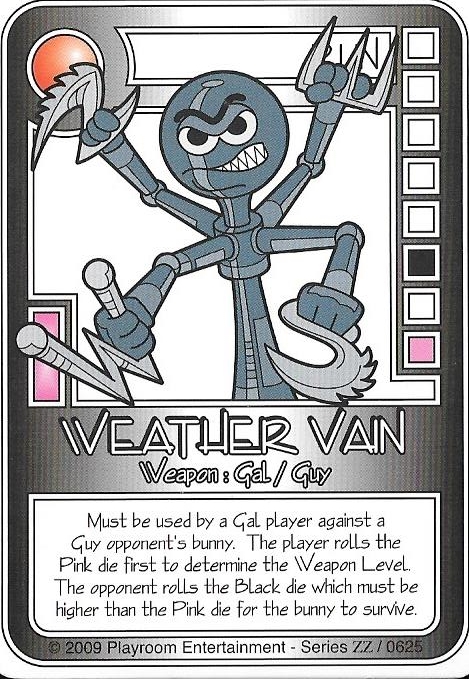 WEATHER VAIN
Weapon : Gal / Guy
Must be used by a Gal player against a
Guy opponent's bunny. The player rolls the
Pink die first to determine the Weapon Level.
The opponent rolls the Black die which must be
higher than the Pink die for the bunny to survive.
© 2009 Playroom Entertainment - Series ZZ / 0625